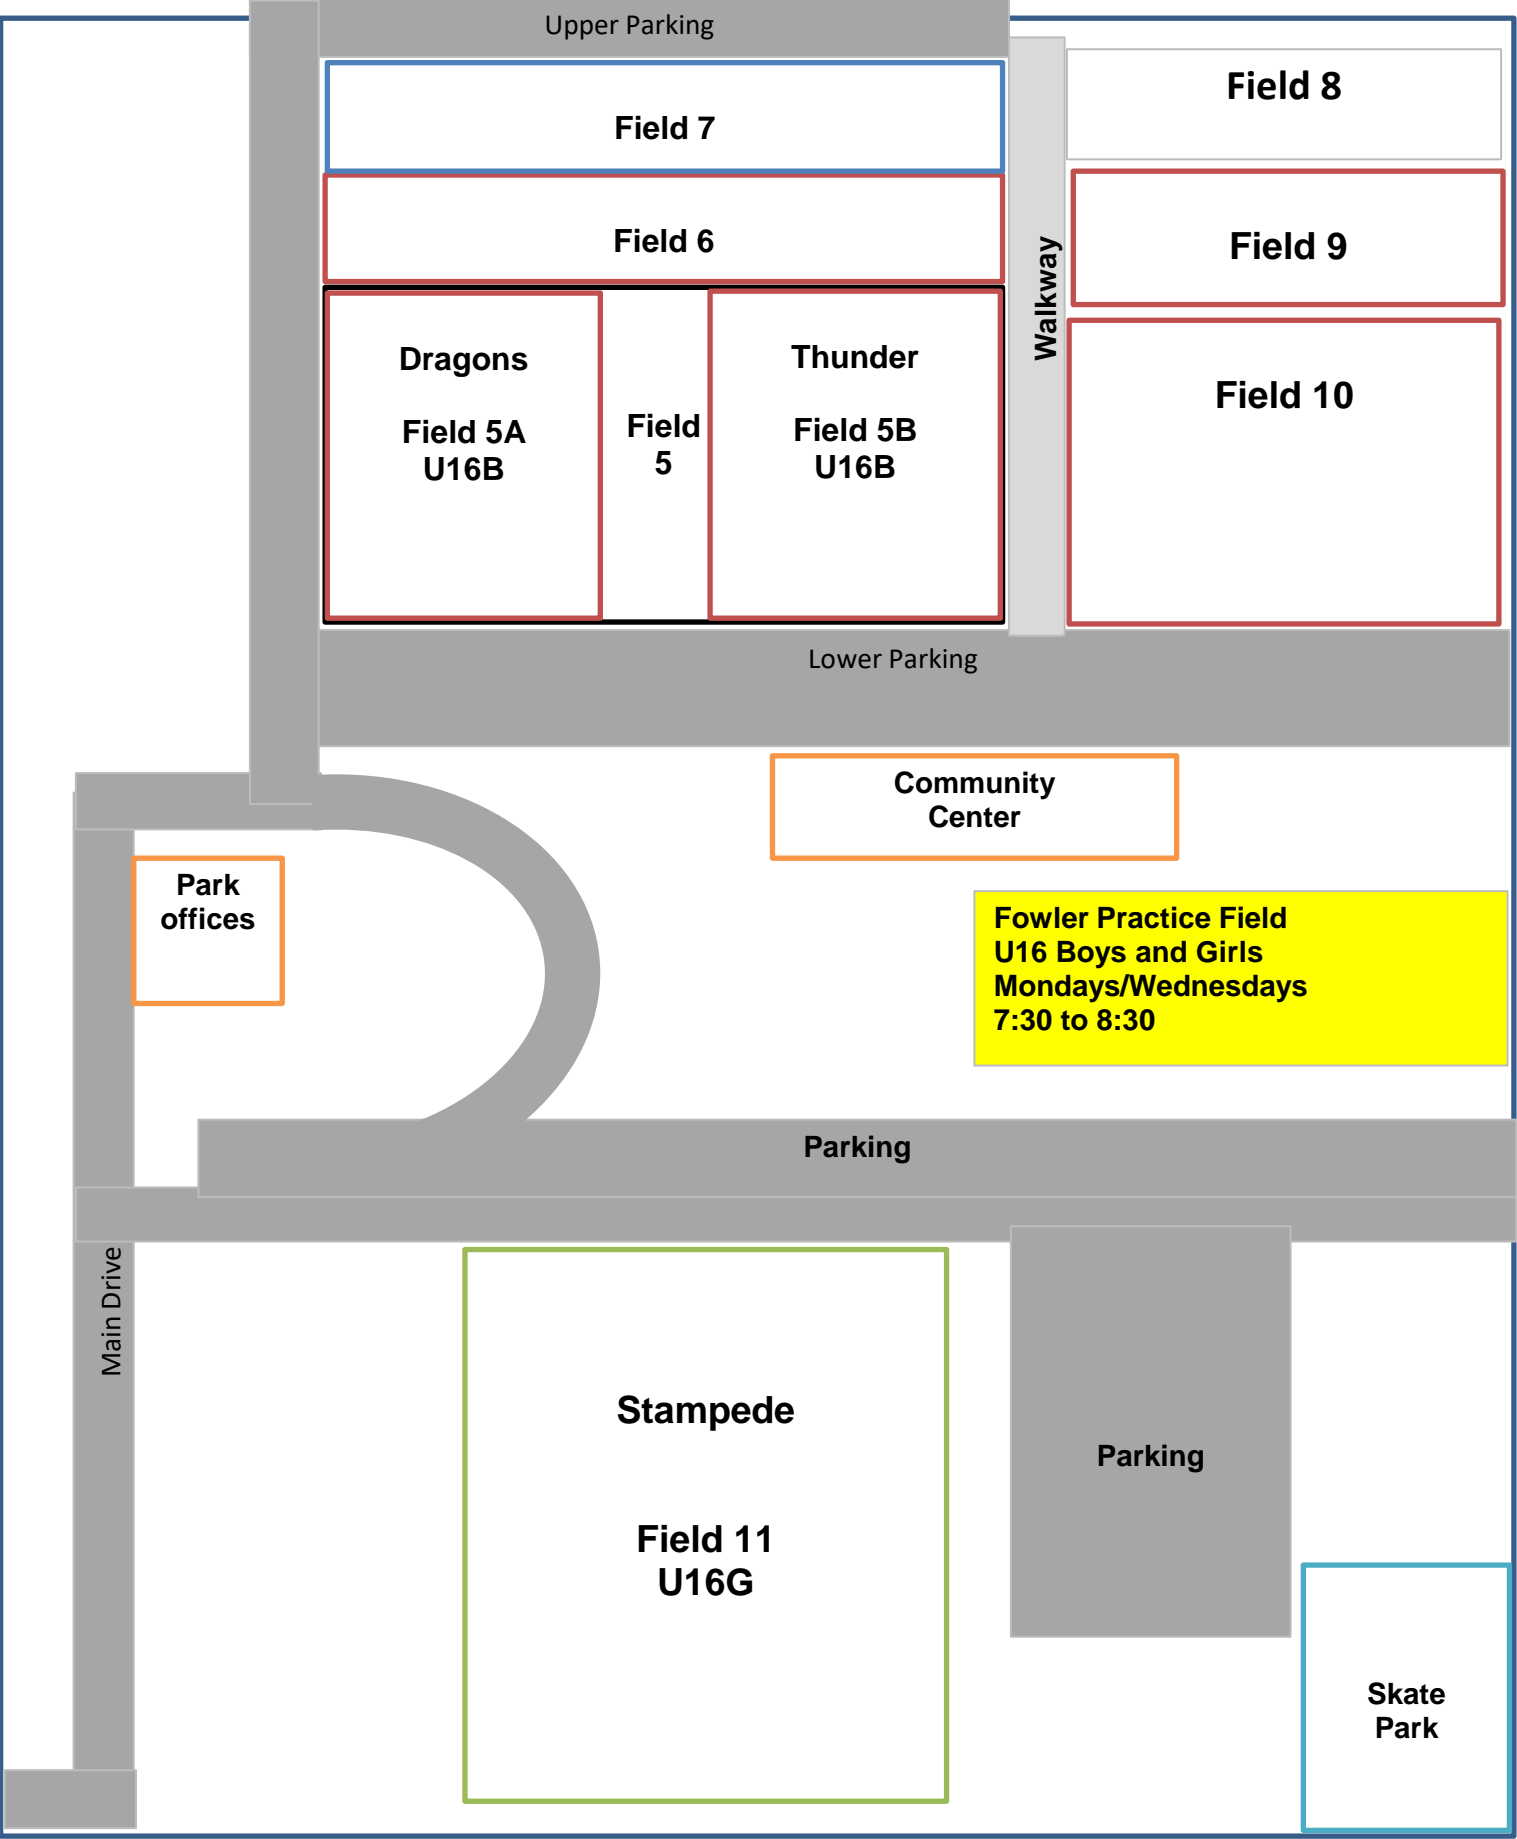 Upper Parking
Field 7
Field 8
Field 6
Field 9
Walkway
Dragons
Field 5A
U16B
Field
5
Thunder
Field 5B
U16B
Field 10
Lower Parking
Community
Center
Park
offices
Fowler Practice Field
U16 Boys and Girls
Mondays/Wednesdays
7:30 to 8:30
Parking
Main Drive
Stampede
Field 11
U16G
Parking
Skate
Park